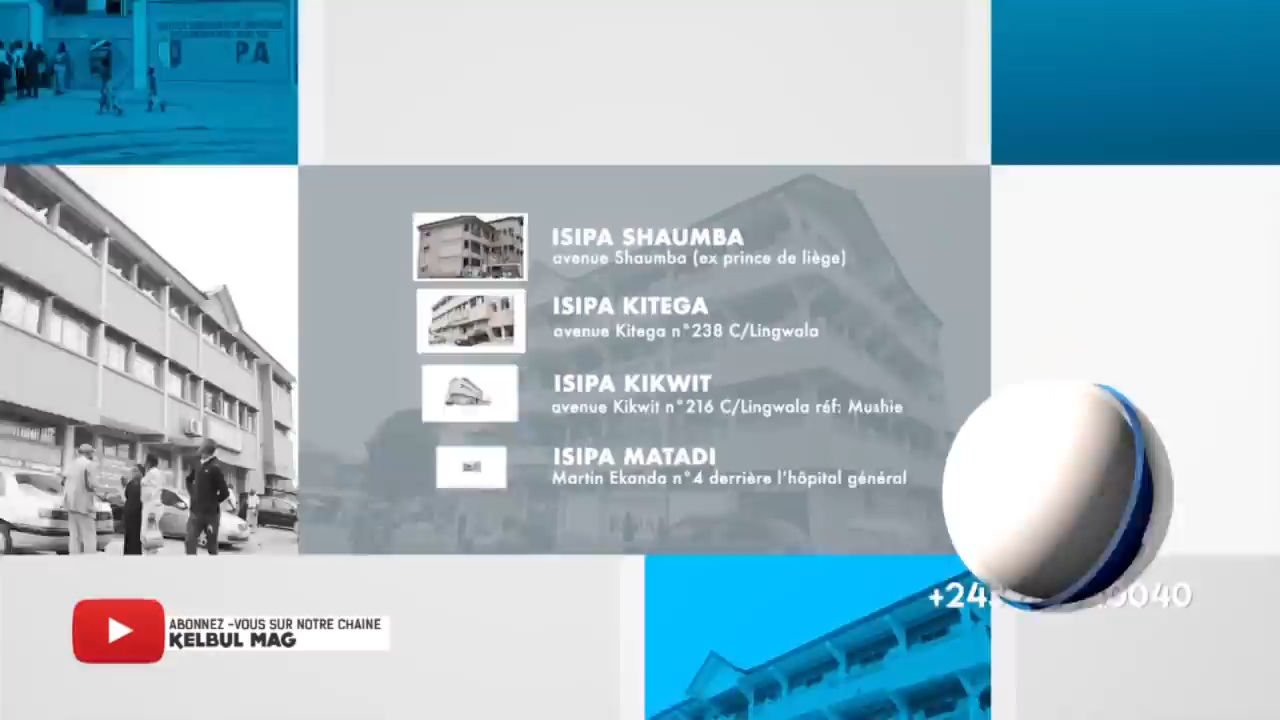 PA
ISIPA SHAUMBA
avenue Shaumba (ex prince de liège)
ISIPA KITEGA
avenue Kitega n°238 C/Lingwala
ISIPA KIKWIT
avenue Kikwit n°216 C/Lingwala réf: Mushie
ISIPA MATADI
Martin Ekanda n°4 derrière l'hôpital général
ABONNEZ -VOUS SUR NOTRE CHAINE
KELBUL MAG